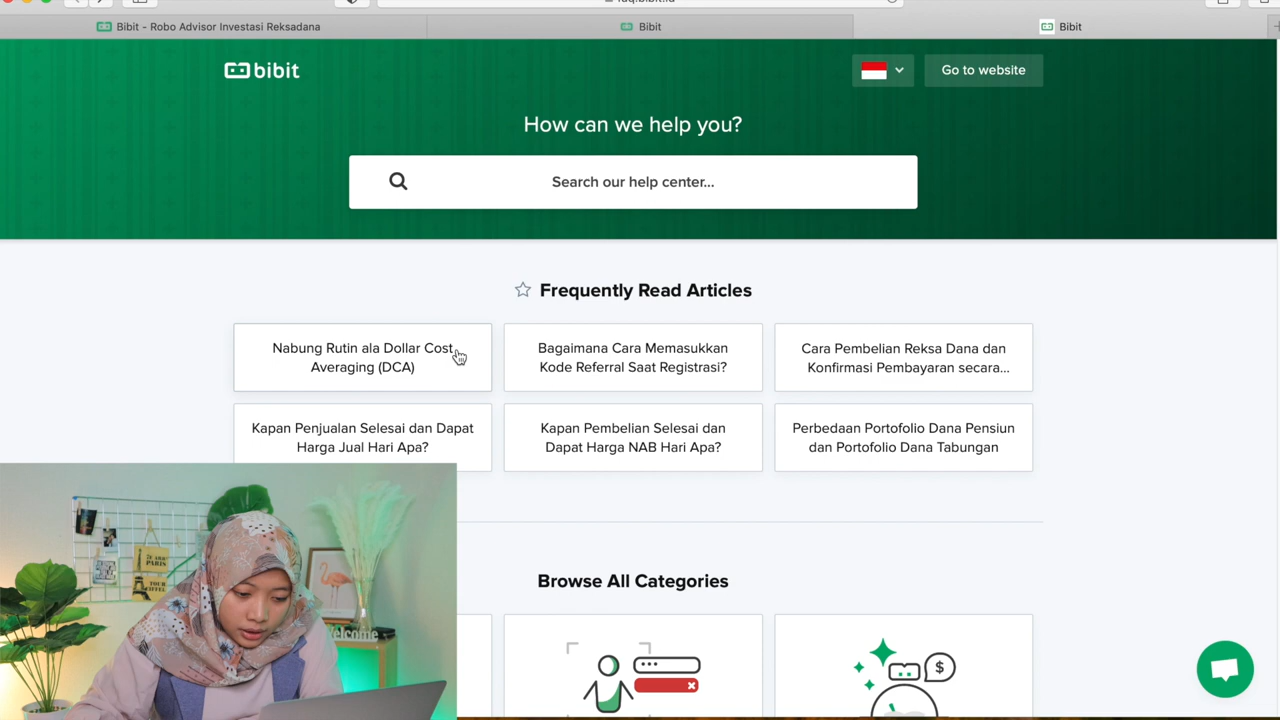 Bibit - Robo Advisor Investasi Reksadana
Bibit
Bibit
bibit
Go to website
How can we help you?
Search our help center...
Frequently Read Articles
Nabung Rutin ala Dollar Cost
Averaging (DCA)
Bagaimana Cara Memasukkan
Kode Referral Saat Registrasi?
Cara Pembelian Reksa Dana dan
Konfirmasi Pembayaran secara...
Kapan Penjualan Selesai dan Dapat
Harga Jual Hari Apa?
Kapan Pembelian Selesai dan
Dapat Harga NAB Hari Apa?
Perbedaan Portofolio Dana Pensiun
dan Portofolio Dana Tabungan
Browse All Categories
PARIS
welcome
$